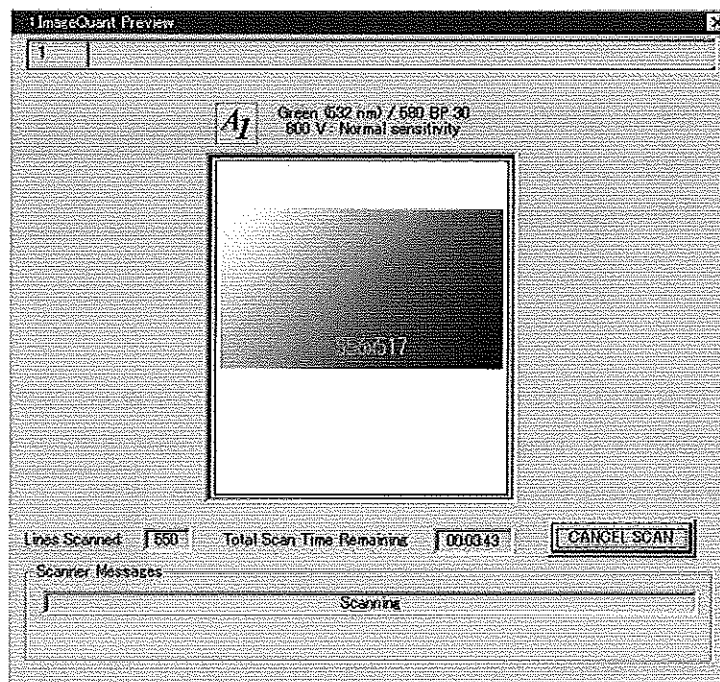 ImageQuant Preview
1
A1
Green (532 nm) / 580 BP 30
600 V : Normal sensitivity
Lines Scanned 550 Total Scan Time Remaining 00:03:43 CANCEL SCAN
Scanner Messages
Scanning